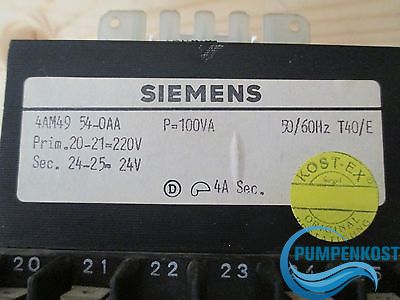 SIEMENS
4AM49 54-0AA P=100VA 50/60Hz T40/E
Prim.20-21=220V
Sec. 24-25= 24V
D 4A Sec.
KOST-EX
ORIGINAL
PUMPENKOST
20 21 22 23